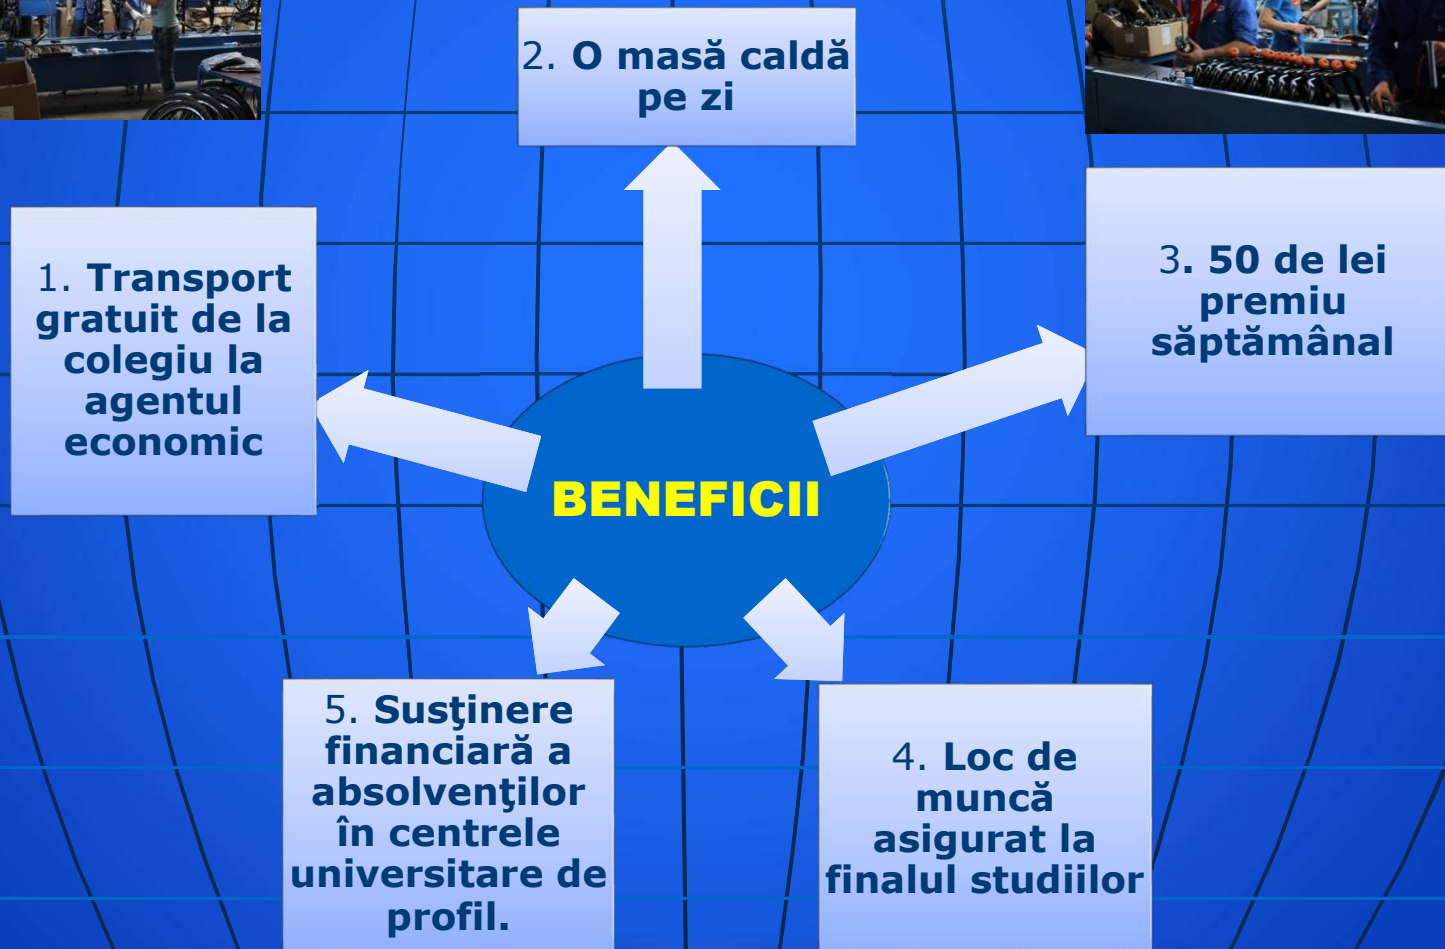 2. O masă caldă
pe zi
1. Transport
gratuit de la
colegiu la
agentul
economic
3. 50 de lei
premiu
săptămânal
BENEFICII
5. Susţinere
financiară a
absolvenţilor
în centrele
universitare de
profil.
4. Loc de
muncă
asigurat la
finalul studiilor